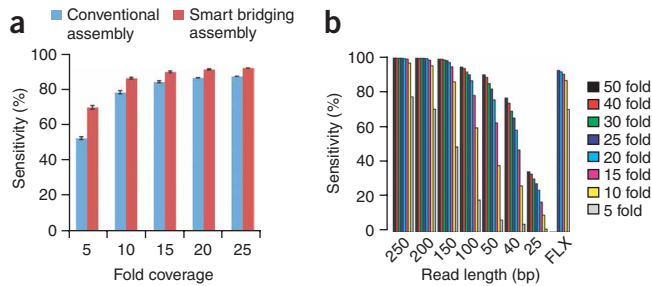 a
Conventional assembly
Smart bridging assembly
Sensitivity (%)
100
80
60
40
20
0
5 10 15 20 25
Fold coverage
b
Sensitivity (%)
100
80
60
40
20
0
250 200 150 100 50 40 25 FLX
Read length (bp)
50 fold
40 fold
30 fold
25 fold
20 fold
15 fold
10 fold
5 fold